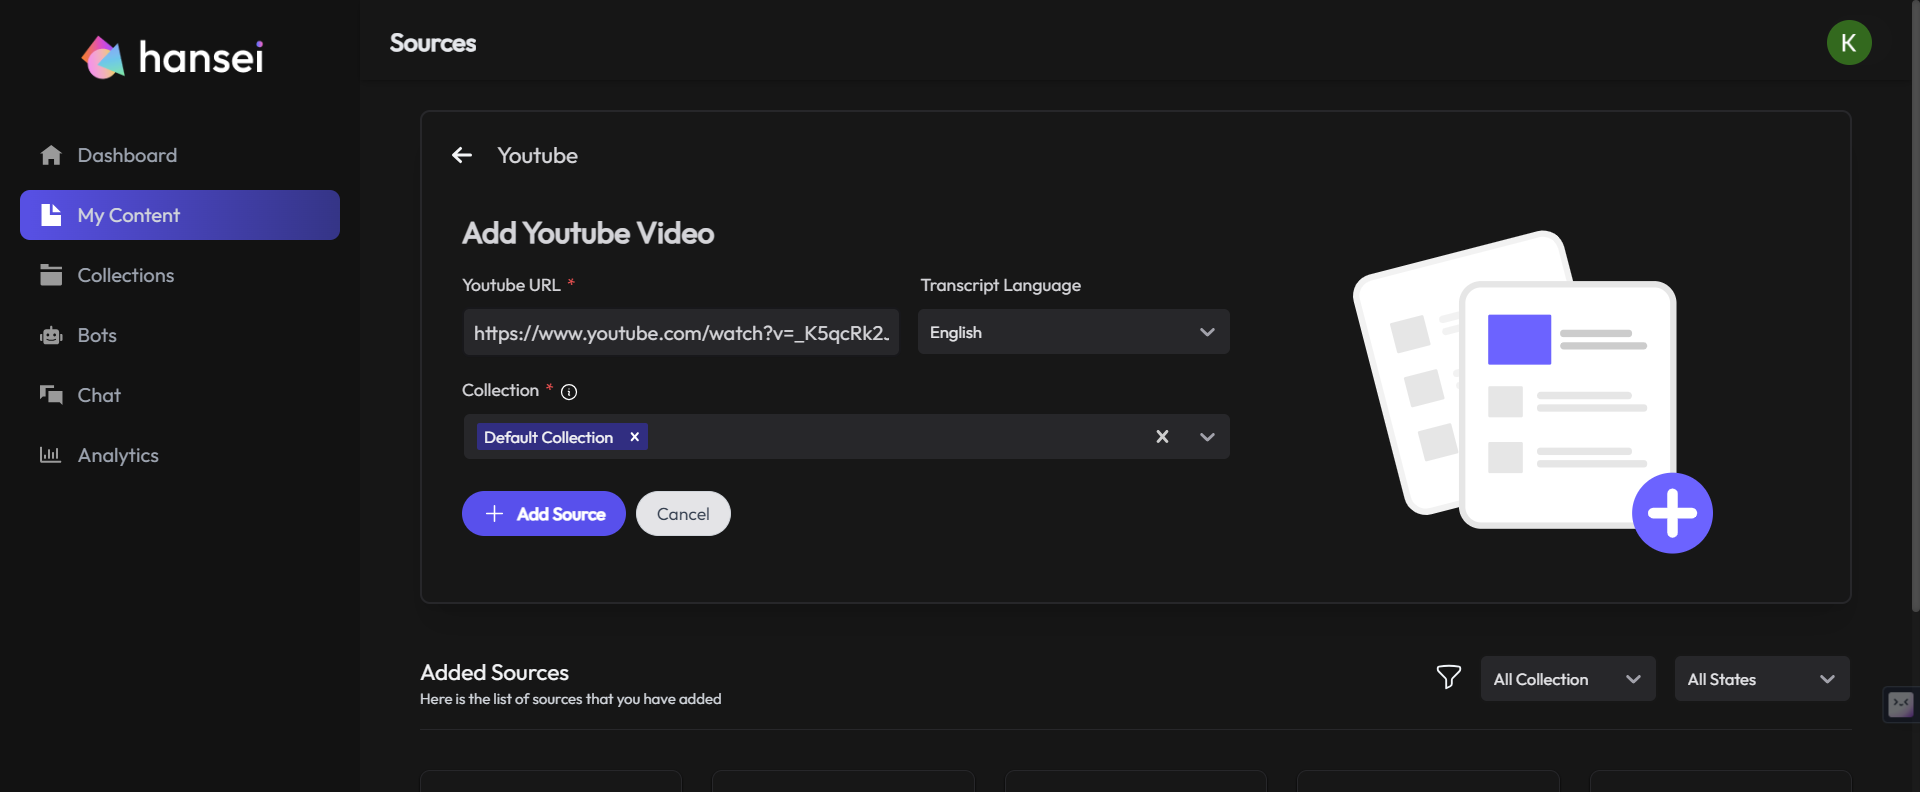 hansei
Sources
K
Dashboard
My Content
Collections
Bots
Chat
Analytics
Youtube
Add Youtube Video
Youtube URL *
Transcript Language
https://www.youtube.com/watch?v=_K5qcRk2
English
Collection *
Default Collection
Add Source
Cancel
Added Sources
Here is the list of sources that you have added
All Collection
All States